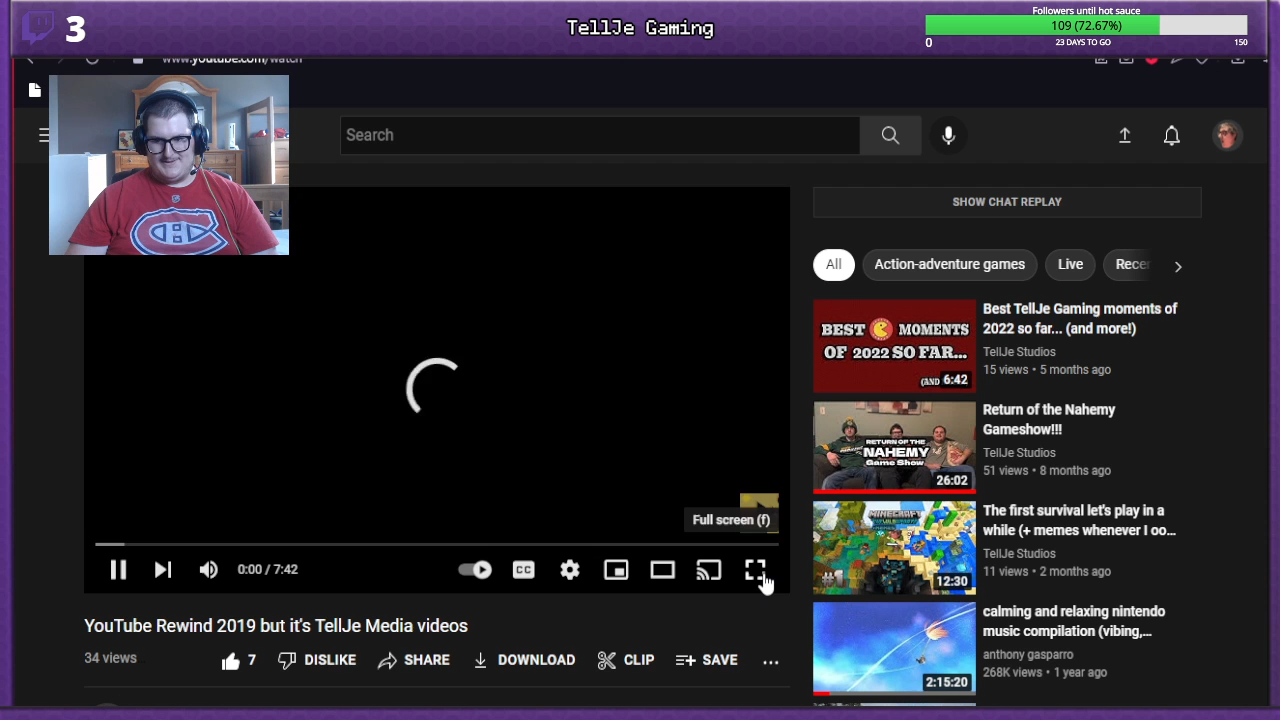 3
TellJe Gaming
Followers until hot sauce
109 (72.67%)
0
23 DAYS TO GO
150
www.youtube.com/watch
Search
SHOW CHAT REPLAY
All
Action-adventure games
Live
Rece
BEST MOMENTS
OF 2022 SO FAR...
(AND
6:42
Best TellJe Gaming moments of
2022 so far... (and more!)
TellJe Studios
15 views • 5 months ago
RETURN OF THE
NAHEMY
Game Show
26:02
Return of the Nahemy
Gameshow!!!
TellJe Studios
51 views • 8 months ago
Full screen (f)
MINECRAFT
#1
12:30
The first survival let's play in a
while (+ memes whenever I oo...
TellJe Studios
11 views • 2 months ago
0:00 / 7:42
CC
YouTube Rewind 2019 but it's TellJe Media videos
34 views
7
DISLIKE
SHARE
DOWNLOAD
CLIP
SAVE
2:15:20
calming and relaxing nintendo
music compilation (vibing,...
anthony gasparro
268K views • 1 year ago